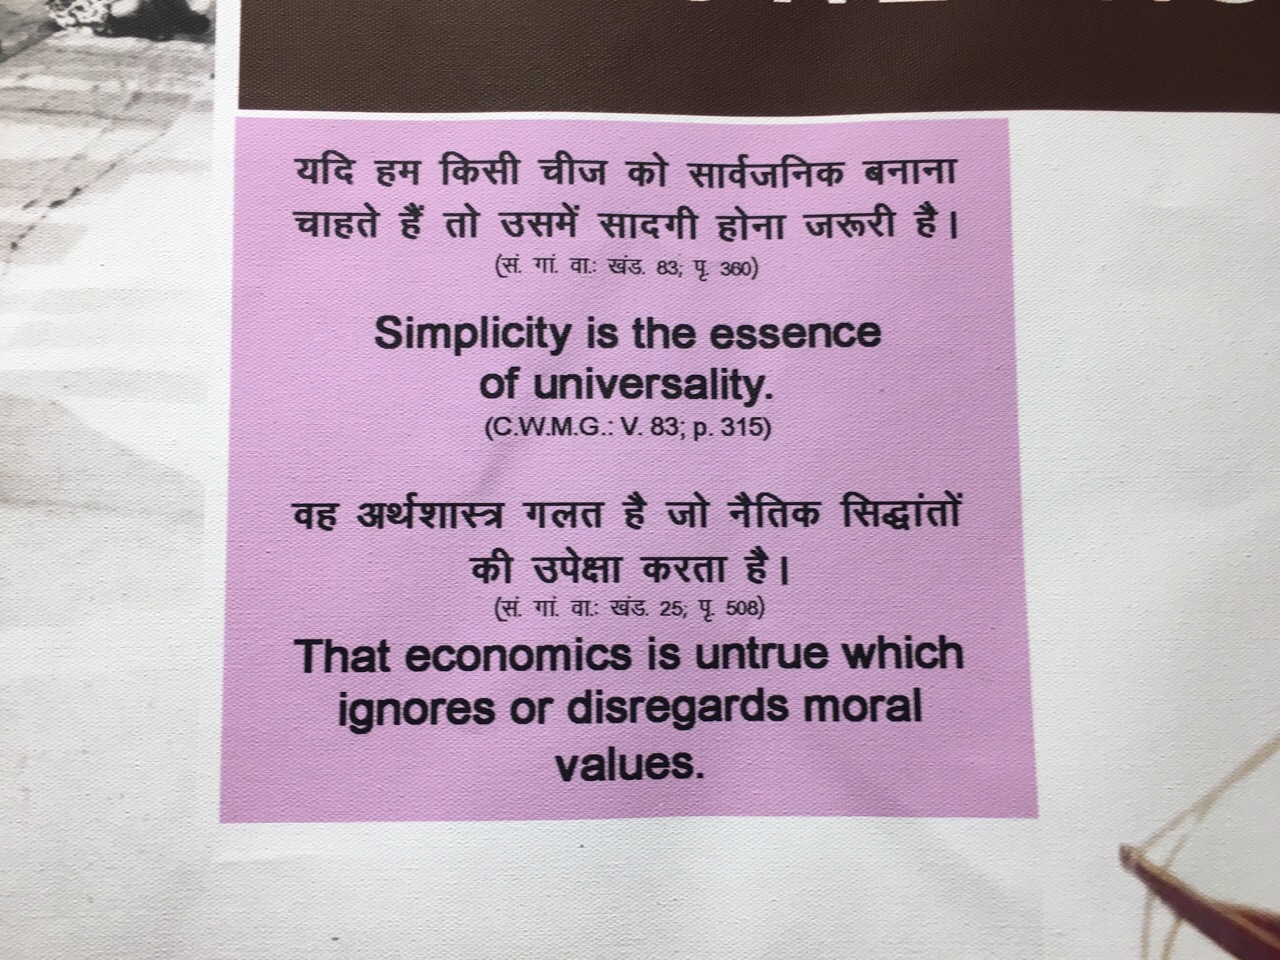 यदि हम किसी चीज को सार्वजनिक बनाना
चाहते हैं तो उसमें सादगी होना जरूरी है।
(सं. गां. वा.: खंड. 83; पृ. 360)
Simplicity is the essence
of universality.
(C.W.M.G.: V. 83; p. 315)
वह अर्थशास्त्र गलत है जो नैतिक सिद्धांतों
की उपेक्षा करता है।
(सं. गां. वा.: खंड. 25; पृ. 508)
That economics is untrue which
ignores or disregards moral
values.